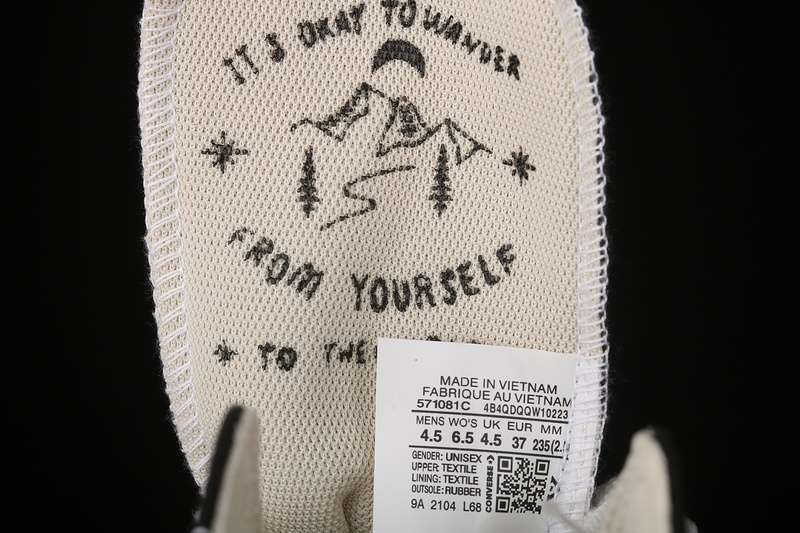 IT'S OKAY TO WANDER
FROM YOURSELF
TO
MADE IN VIETNAM
FABRIQUE AU VIETNAM
571081C 4B4QDQQW10223
MENS WO'S UK EUR MM
4.5 6.5 4.5 37 235(2.
GENDER: UNISEX
UPPER: TEXTILE
LINING: TEXTILE
OUTSOLE: RUBBER
9A 2104 L68
CONVERSE